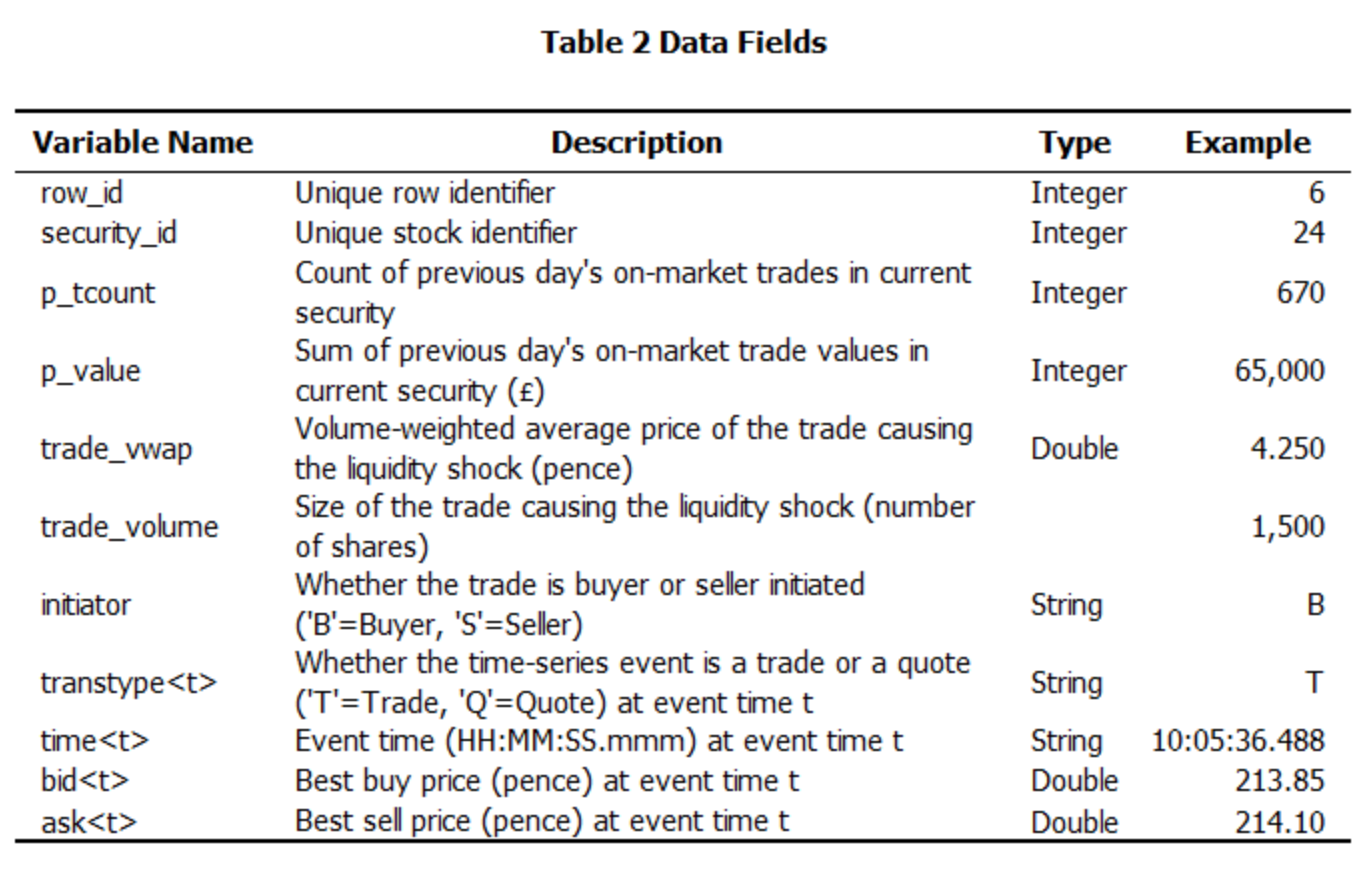 Table 2 Data Fields
Variable Name Description Type Example
row_id Unique row identifier Integer 6
security_id Unique stock identifier Integer 24
p_tcount Count of previous day's on-market trades in current security Integer 670
p_value Sum of previous day's on-market trade values in current security (£) Integer 65,000
trade_vwap Volume-weighted average price of the trade causing the liquidity shock (pence) Double 4.250
trade_volume Size of the trade causing the liquidity shock (number of shares) 1,500
initiator Whether the trade is buyer or seller initiated ('B'=Buyer, 'S'=Seller) String B
transtype<t> Whether the time-series event is a trade or a quote ('T'=Trade, 'Q'=Quote) at event time t String T
time<t> Event time (HH:MM:SS.mmm) at event time t String 10:05:36.488
bid<t> Best buy price (pence) at event time t Double 213.85
ask<t> Best sell price (pence) at event time t Double 214.10